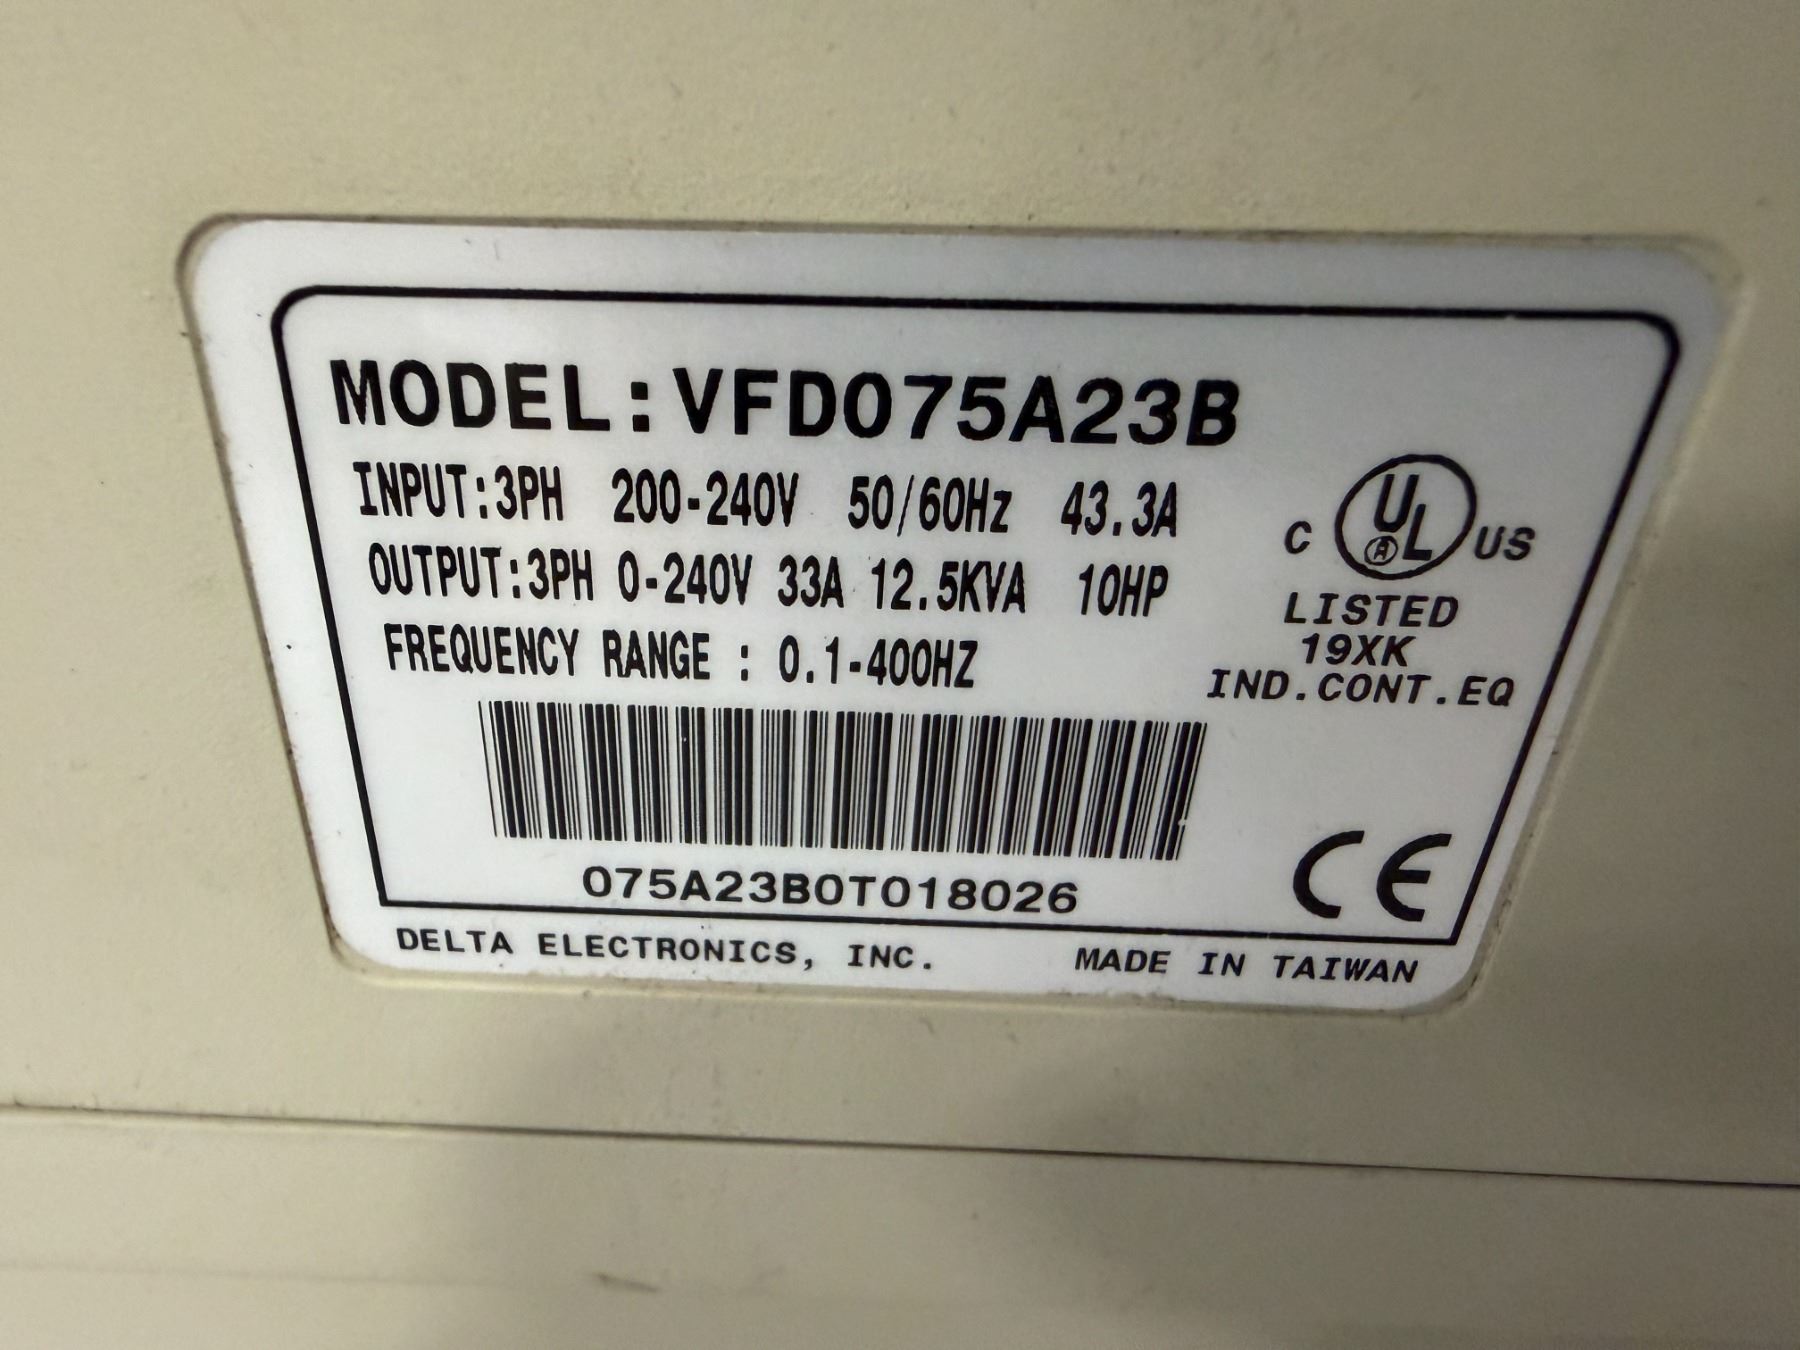 MODEL:VFD075A23B
INPUT:3PH 200-240V 50/60Hz 43.3A
OUTPUT:3PH 0-240V 33A 12.5KVA 10HP
FREQUENCY RANGE : 0.1-400HZ
C UL US
LISTED
19XK
IND.CONT.EQ
075A23B0T018026
CE
DELTA ELECTRONICS, INC. MADE IN TAIWAN